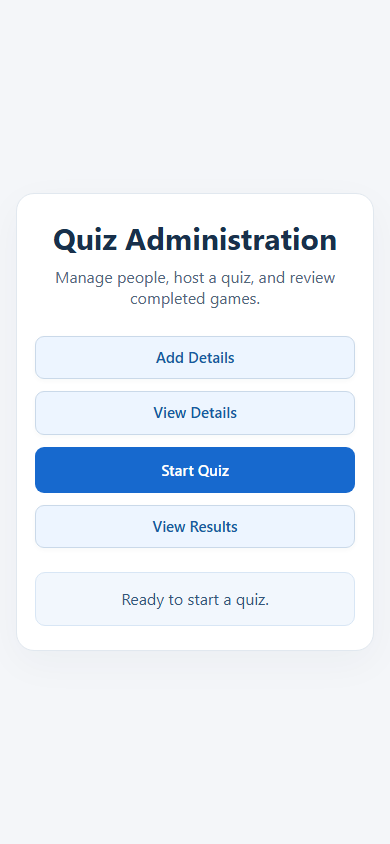 Quiz Administration
Manage people, host a quiz, and review
completed games.
Add Details
View Details
Start Quiz
View Results
Ready to start a quiz.